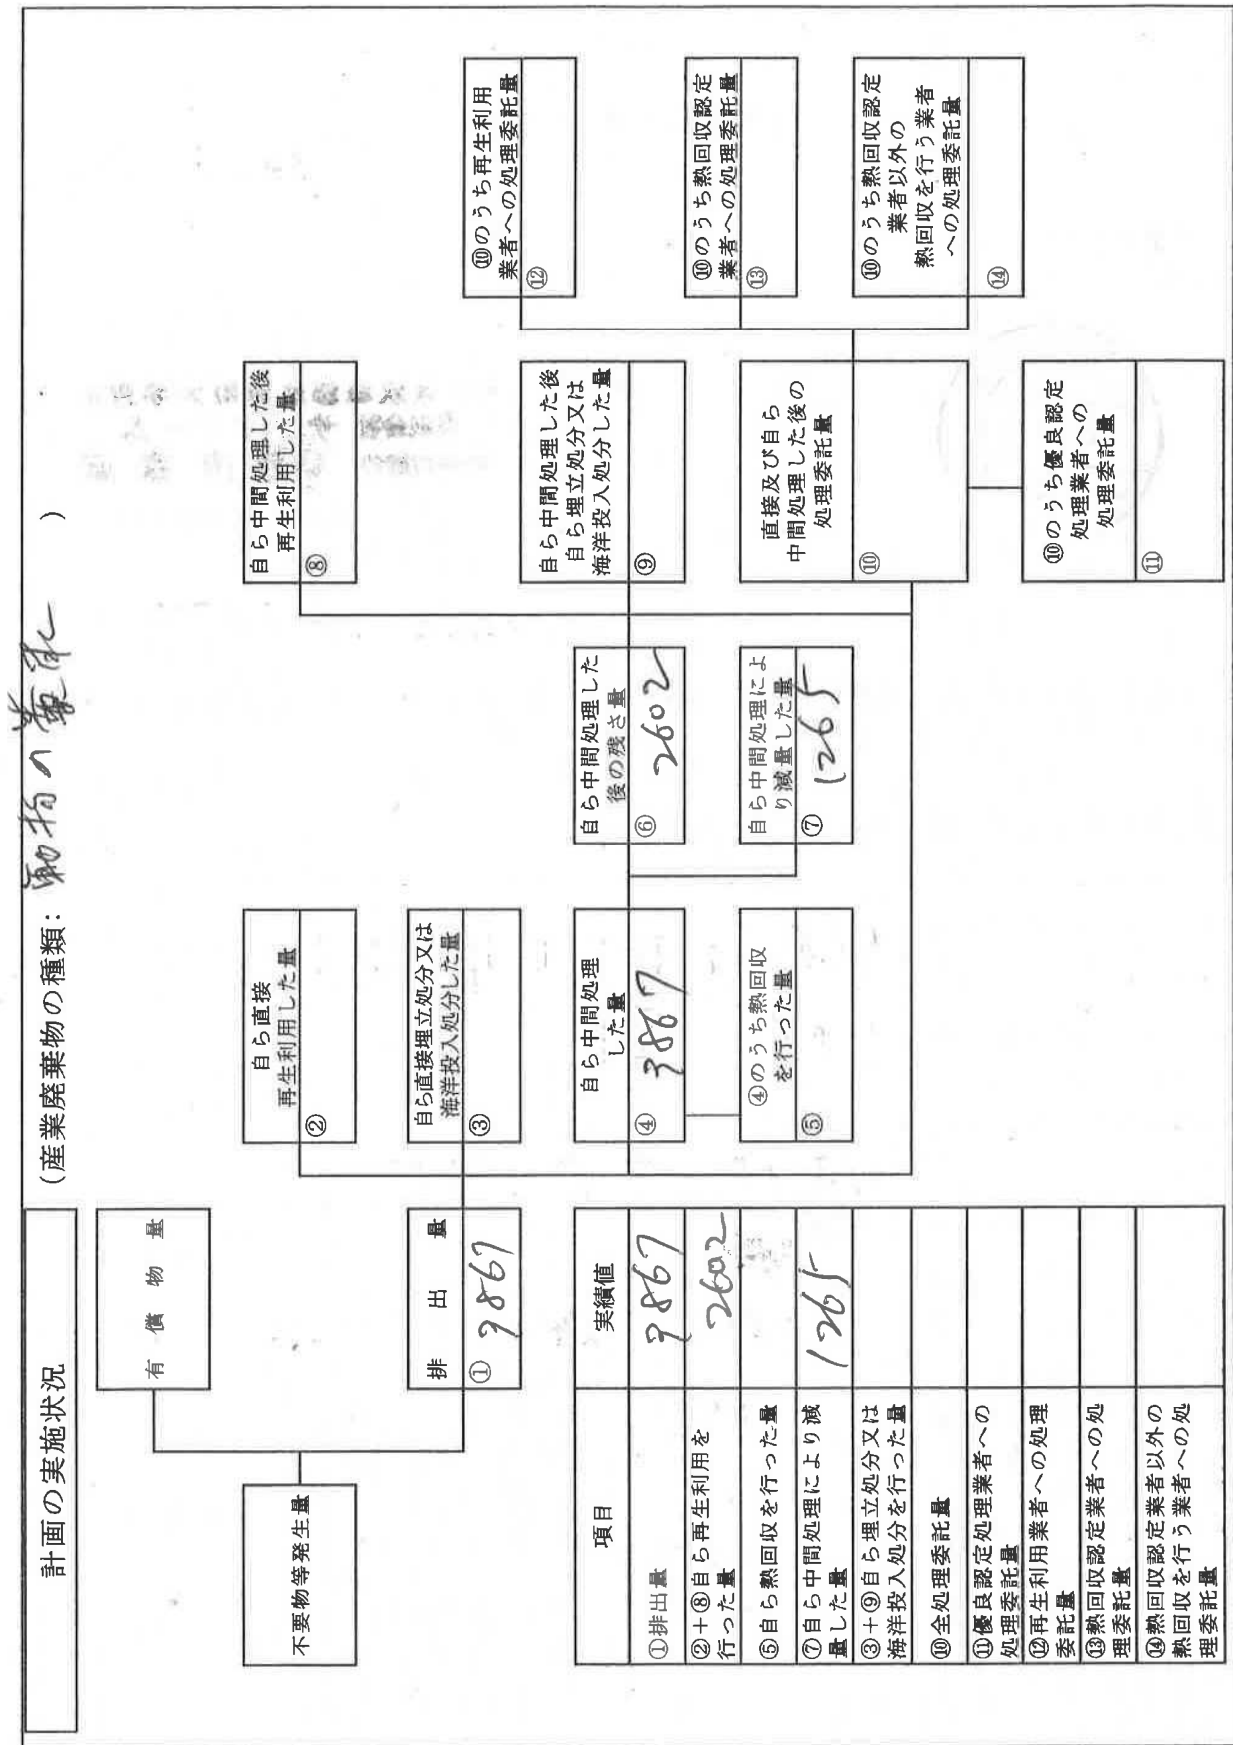 計画の実施状況
(産業廃棄物の種類: 動物の糞尿 )
有償物量
不要物等発生量
排出量
① 3867
自ら直接
再生利用した量
②
自ら直接埋立処分又は
海洋投入処分した量
③
自ら中間処理
した量
④ 3867
④のうち熱回収
を行った量
⑤
自ら中間処理した
後の残さ量
⑥ 2602
自ら中間処理によ
り減量した量
⑦ 1265
自ら中間処理した後
再生利用した量
⑧
自ら中間処理した後
自ら埋立処分又は
海洋投入処分した量
⑨
直接及び自ら
中間処理した後の
処理委託量
⑩
⑩のうち優良認定
処理業者への
処理委託量
⑪
⑩のうち再生利用
業者への処理委託量
⑫
⑩のうち熱回収認定
業者への処理委託量
⑬
⑩のうち熱回収認定
業者以外の
熱回収を行う業者
への処理委託量
⑭
項目 実績値
①排出量 3867
②+⑧自ら再生利用を
行った量 2602
⑤自ら熱回収を行った量
⑦自ら中間処理により減
量した量 1265
③+⑨自ら埋立処分又は
海洋投入処分を行った量
⑩全処理委託量
⑪優良認定処理業者への
処理委託量
⑫再生利用業者への処理
委託量
⑬熱回収認定業者への処
理委託量
⑭熱回収認定業者以外の
熱回収を行う業者への処
理委託量